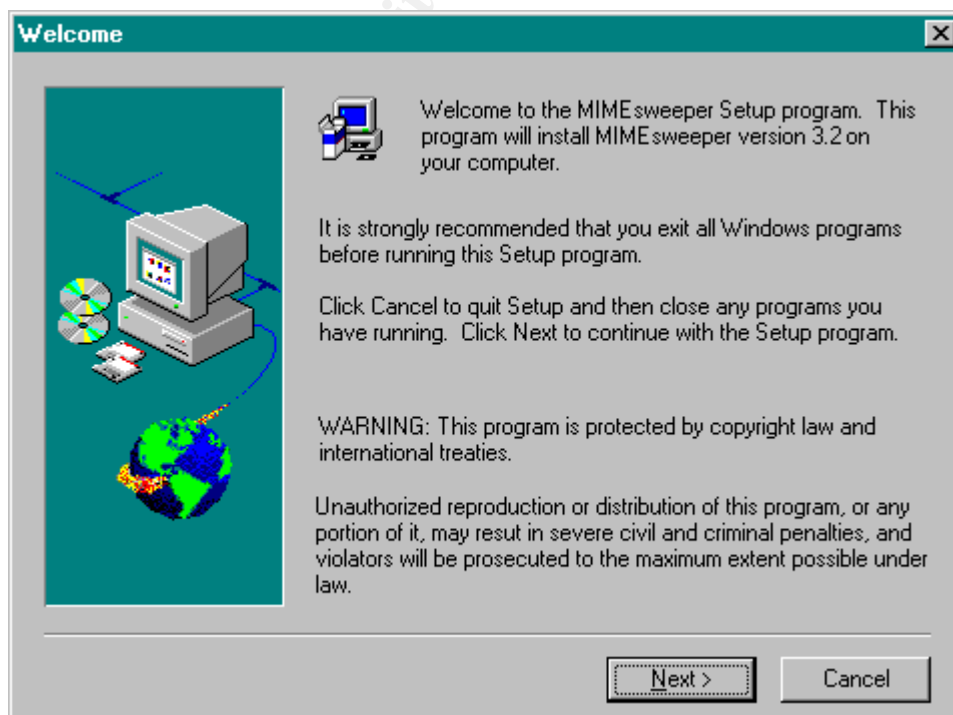 Welcome
Welcome to the MIMEsweeper Setup program. This
program will install MIMEsweeper version 3.2 on
your computer.
It is strongly recommended that you exit all Windows programs
before running this Setup program.
Click Cancel to quit Setup and then close any programs you
have running. Click Next to continue with the Setup program.
WARNING: This program is protected by copyright law and
international treaties.
Unauthorized reproduction or distribution of this program, or any
portion of it, may resut in severe civil and criminal penalties, and
violators will be prosecuted to the maximum extent possible under
law.
Next >
Cancel